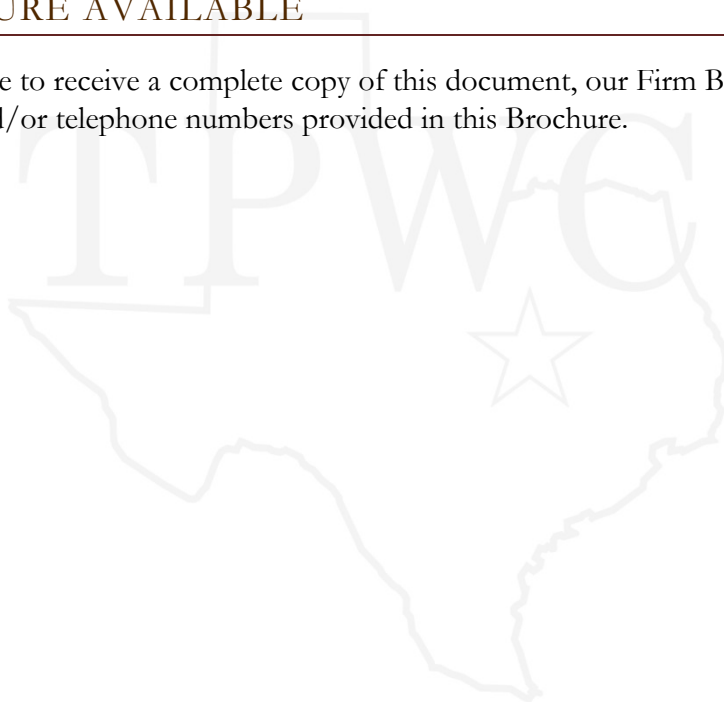 URE AVAILABLE
e to receive a complete copy of this document, our Firm B
/or telephone numbers provided in this Brochure.
TPWC